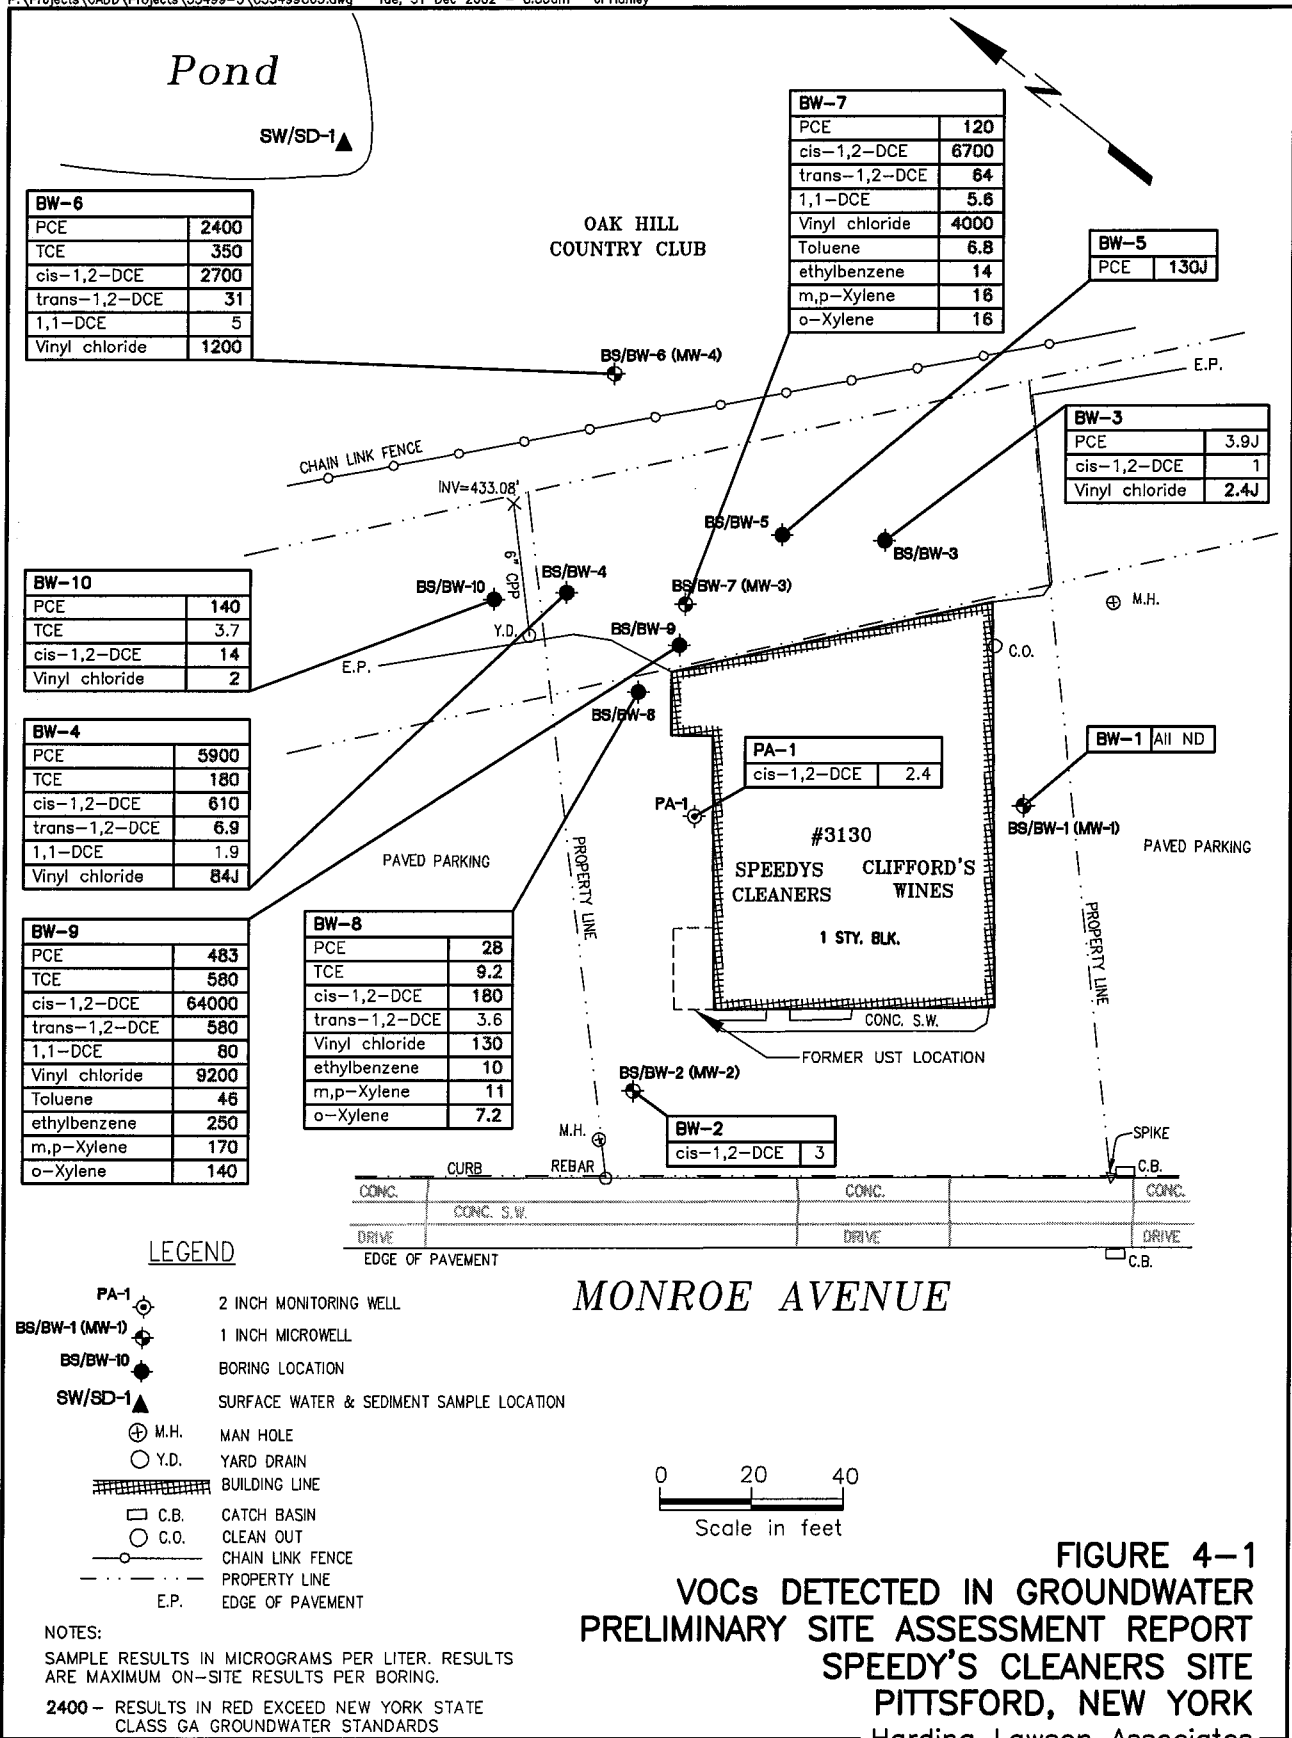 Pond
SW/SD-1
OAK HILL
COUNTRY CLUB
N
BW-7
PCE 120
cis-1,2-DCE 6700
trans-1,2-DCE 64
1,1-DCE 5.6
Vinyl chloride 4000
Toluene 6.8
ethylbenzene 14
m,p-Xylene 16
o-Xylene 16
BW-5
PCE 130J
BW-6
PCE 2400
TCE 350
cis-1,2-DCE 2700
trans-1,2-DCE 31
1,1-DCE 5
Vinyl chloride 1200
BS/BW-6 (MW-4)
E.P.
BW-3
PCE 3.9J
cis-1,2-DCE 1
Vinyl chloride 2.4J
CHAIN LINK FENCE
INV=433.08'
6" CPP
BS/BW-5
BS/BW-3
BS/BW-10
BS/BW-4
BS/BW-7 (MW-3)
M.H.
BW-10
PCE 140
TCE 3.7
cis-1,2-DCE 14
Vinyl chloride 2
Y.D.
BS/BW-9
C.O.
E.P.
BS/BW-8
BW-4
PCE 5900
TCE 180
cis-1,2-DCE 610
trans-1,2-DCE 6.9
1,1-DCE 1.9
Vinyl chloride 84J
PA-1
cis-1,2-DCE 2.4
BW-1 All ND
PA-1
BS/BW-1 (MW-1)
#3130
SPEEDYS
CLEANERS
CLIFFORD'S
WINES
1 STY. BLK.
PAVED PARKING
PAVED PARKING
PROPERTY LINE
PROPERTY LINE
BW-9
PCE 483
TCE 580
cis-1,2-DCE 64000
trans-1,2-DCE 580
1,1-DCE 80
Vinyl chloride 9200
Toluene 46
ethylbenzene 250
m,p-Xylene 170
o-Xylene 140
BW-8
PCE 28
TCE 9.2
cis-1,2-DCE 180
trans-1,2-DCE 3.6
Vinyl chloride 130
ethylbenzene 10
m,p-Xylene 11
o-Xylene 7.2
CONC. S.W.
FORMER UST LOCATION
BS/BW-2 (MW-2)
BW-2
cis-1,2-DCE 3
M.H.
SPIKE
CURB
REBAR
C.B.
CONC. CONC. CONC.
CONC. S.W.
DRIVE DRIVE DRIVE
EDGE OF PAVEMENT
C.B.
MONROE AVENUE
LEGEND
PA-1 2 INCH MONITORING WELL
BS/BW-1 (MW-1) 1 INCH MICROWELL
BS/BW-10 BORING LOCATION
SW/SD-1 SURFACE WATER & SEDIMENT SAMPLE LOCATION
M.H. MAN HOLE
Y.D. YARD DRAIN
BUILDING LINE
C.B. CATCH BASIN
C.O. CLEAN OUT
CHAIN LINK FENCE
PROPERTY LINE
E.P. EDGE OF PAVEMENT
0 20 40
Scale in feet
NOTES:
SAMPLE RESULTS IN MICROGRAMS PER LITER. RESULTS
ARE MAXIMUM ON-SITE RESULTS PER BORING.
2400 - RESULTS IN RED EXCEED NEW YORK STATE
CLASS GA GROUNDWATER STANDARDS
FIGURE 4-1
VOCs DETECTED IN GROUNDWATER
PRELIMINARY SITE ASSESSMENT REPORT
SPEEDY'S CLEANERS SITE
PITTSFORD, NEW YORK
Harding Lawson Associates